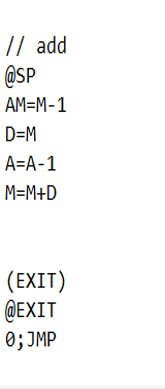 // add
@SP
AM=M-1
D=M
A=A-1
M=M+D
(EXIT)
@EXIT
0;JMP